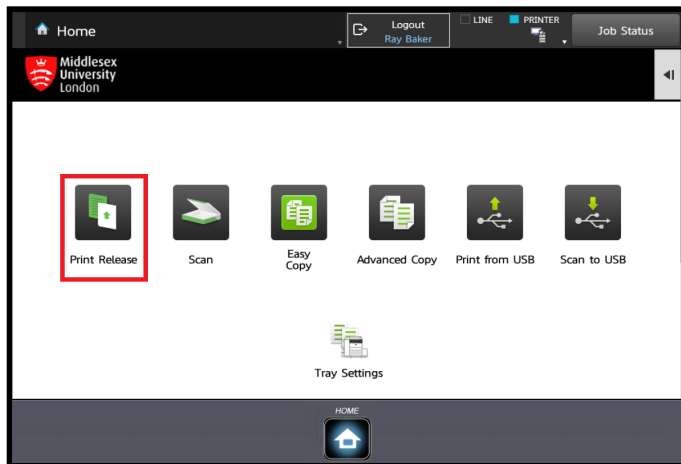 Home
Logout
Ray Baker
LINE
PRINTER
Job Status
Middlesex
University
London
Print Release
Scan
Easy
Copy
Advanced Copy
Print from USB
Scan to USB
Tray Settings
HOME